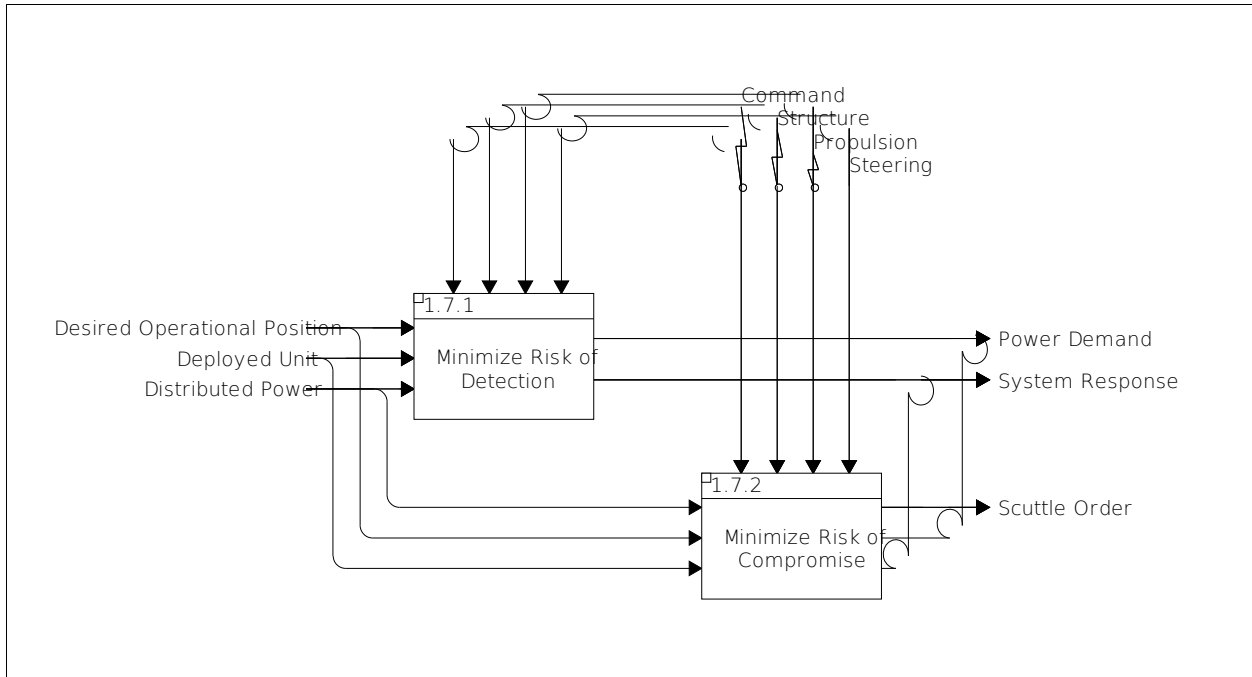 Command
Structure
Propulsion
Steering
1.7.1
Desired Operational Position
Deployed Unit
Distributed Power
Minimize Risk of
Detection
Power Demand
System Response
1.7.2
Minimize Risk of
Compromise
Scuttle Order